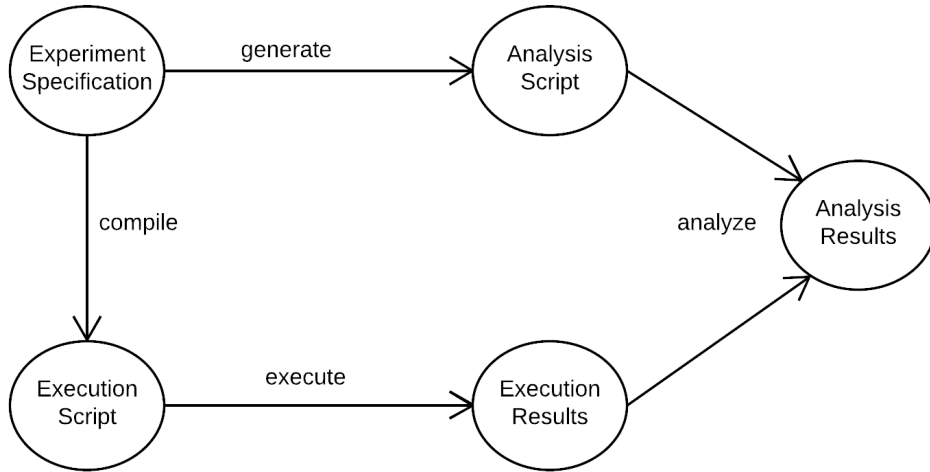 Experiment
Specification
generate
Analysis
Script
compile
analyze
Analysis
Results
Execution
Script
execute
Execution
Results